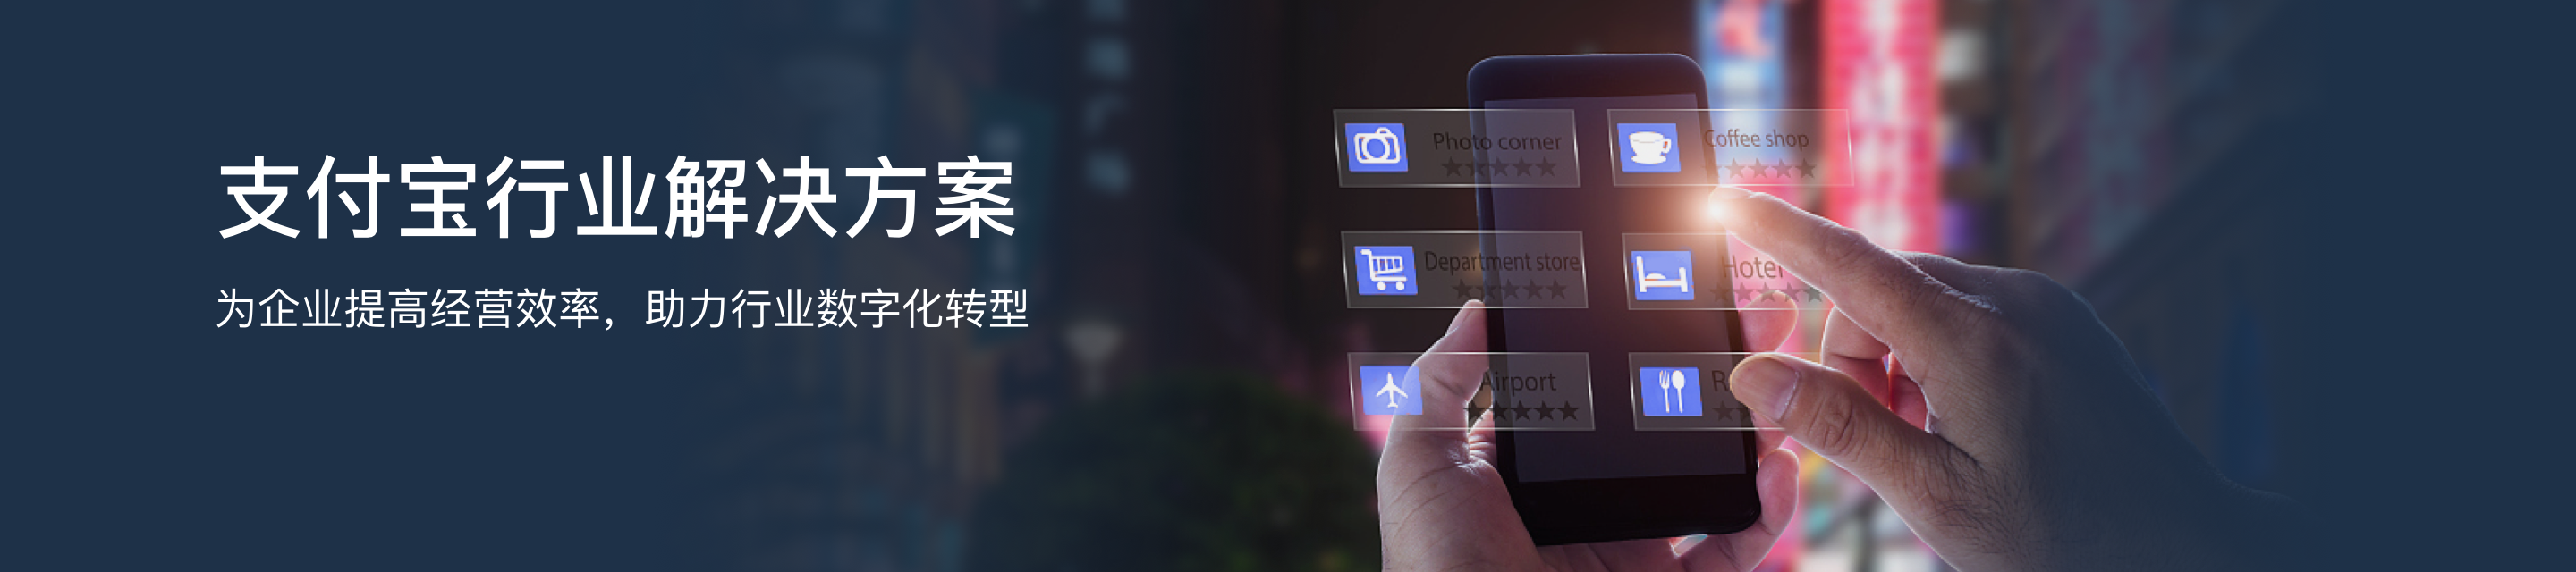 支付宝行业解决方案
为企业提高经营效率，助力行业数字化转型
Photo corner
Coffee shop
Department store
Hotel
Airport